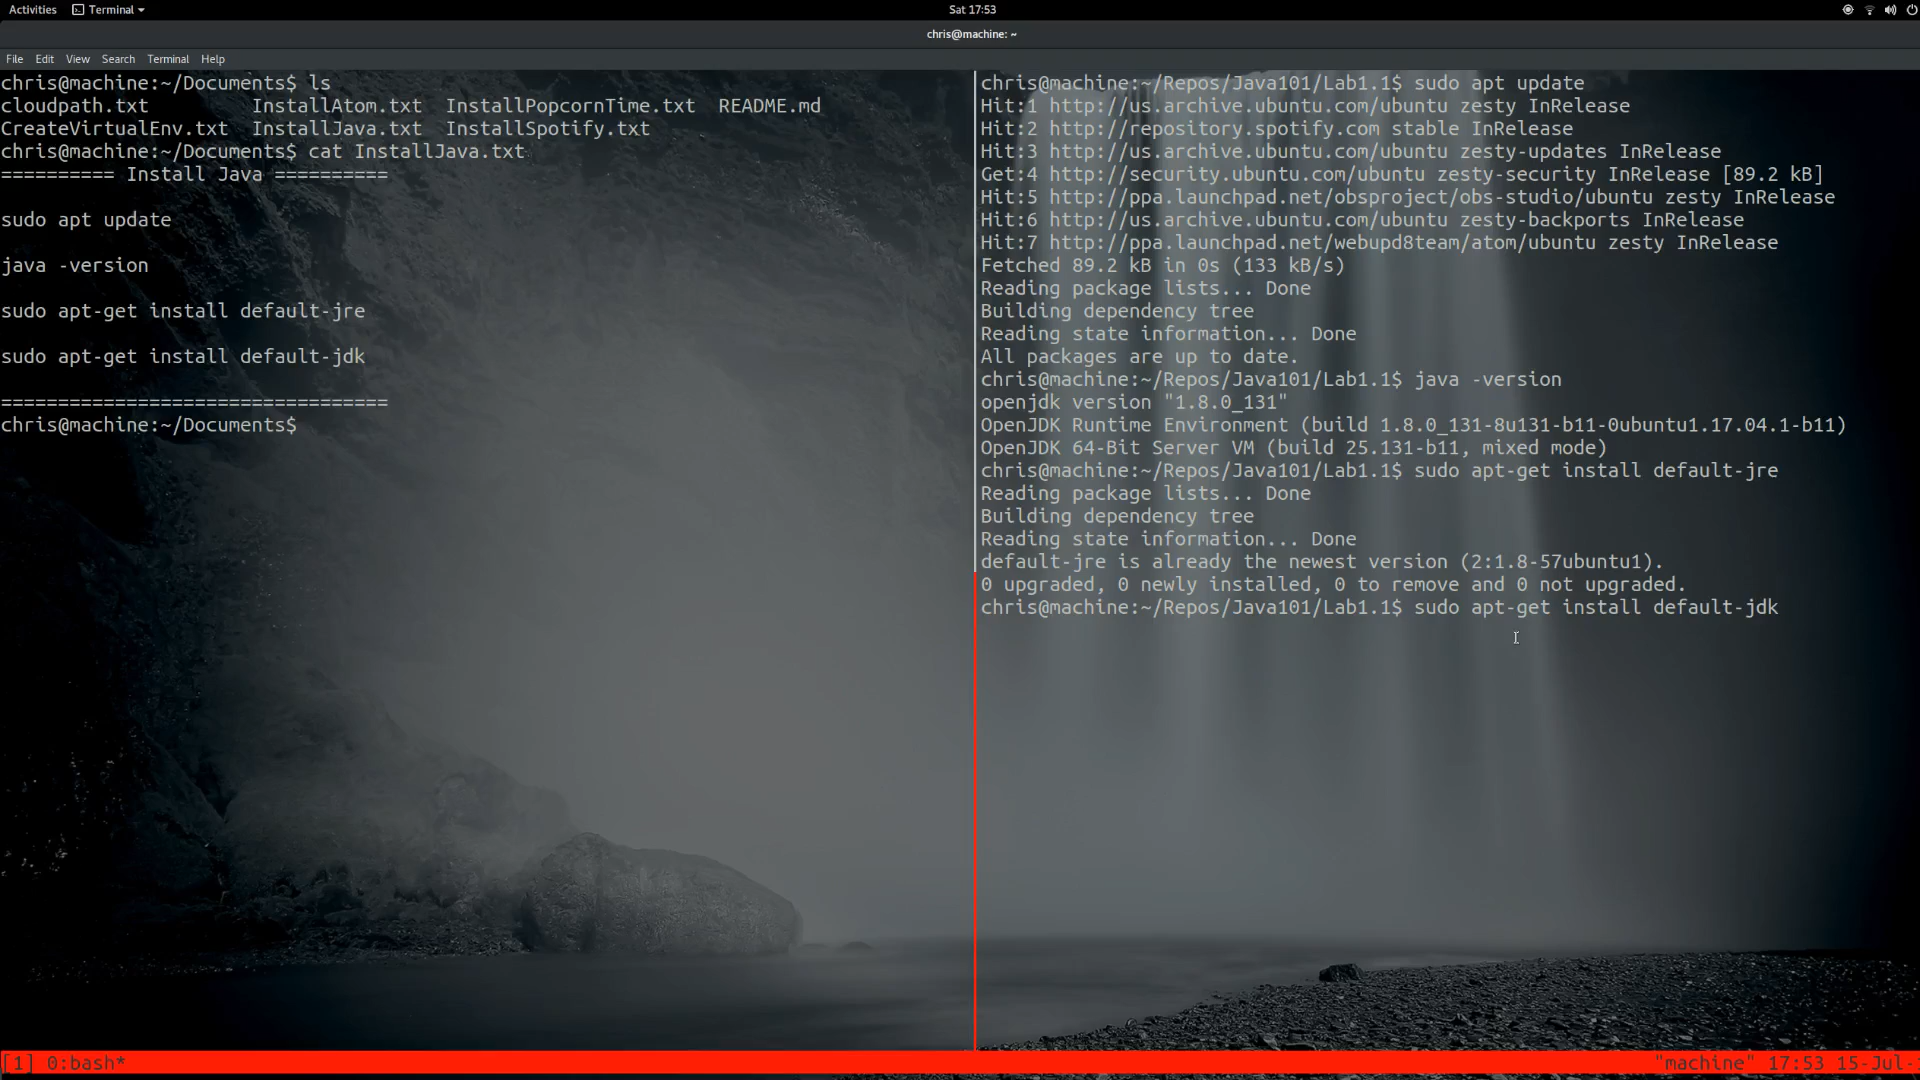 Activities Terminal Sat 17:53
chris@machine: ~
File Edit View Search Terminal Help
chris@machine:~/Documents$ ls
cloudpath.txt InstallAtom.txt InstallPopcornTime.txt README.md
CreateVirtualEnv.txt InstallJava.txt InstallSpotify.txt
chris@machine:~/Documents$ cat InstallJava.txt
========== Install Java ==========
sudo apt update
java -version
sudo apt-get install default-jre
sudo apt-get install default-jdk
==================================
chris@machine:~/Documents$
chris@machine:~/Repos/Java101/Lab1.1$ sudo apt update
Hit:1 http://us.archive.ubuntu.com/ubuntu zesty InRelease
Hit:2 http://repository.spotify.com stable InRelease
Hit:3 http://us.archive.ubuntu.com/ubuntu zesty-updates InRelease
Get:4 http://security.ubuntu.com/ubuntu zesty-security InRelease [89.2 kB]
Hit:5 http://ppa.launchpad.net/obsproject/obs-studio/ubuntu zesty InRelease
Hit:6 http://us.archive.ubuntu.com/ubuntu zesty-backports InRelease
Hit:7 http://ppa.launchpad.net/webupd8team/atom/ubuntu zesty InRelease
Fetched 89.2 kB in 0s (133 kB/s)
Reading package lists... Done
Building dependency tree
Reading state information... Done
All packages are up to date.
chris@machine:~/Repos/Java101/Lab1.1$ java -version
openjdk version "1.8.0_131"
OpenJDK Runtime Environment (build 1.8.0_131-8u131-b11-0ubuntu1.17.04.1-b11)
OpenJDK 64-Bit Server VM (build 25.131-b11, mixed mode)
chris@machine:~/Repos/Java101/Lab1.1$ sudo apt-get install default-jre
Reading package lists... Done
Building dependency tree
Reading state information... Done
default-jre is already the newest version (2:1.8-57ubuntu1).
0 upgraded, 0 newly installed, 0 to remove and 0 not upgraded.
chris@machine:~/Repos/Java101/Lab1.1$ sudo apt-get install default-jdk
[1] 0:bash* "machine" 17:53 15-Jul-